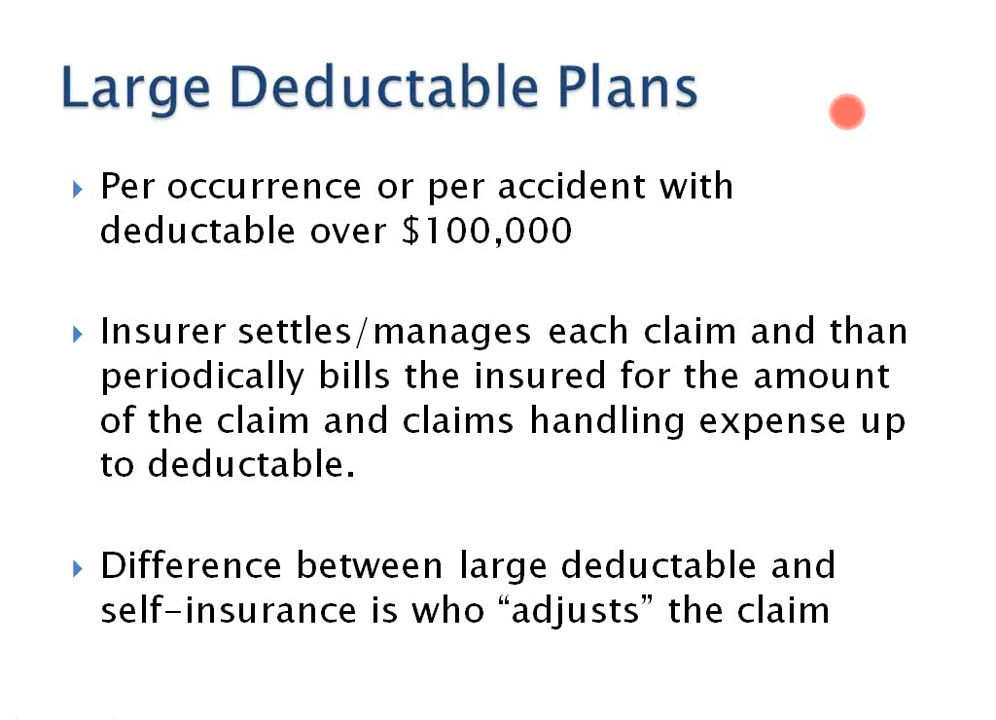 Large Deductable Plans
Per occurrence or per accident with
deductable over $100,000
Insurer settles/manages each claim and than
periodically bills the insured for the amount
of the claim and claims handling expense up
to deductable.
Difference between large deductable and
self-insurance is who “adjusts” the claim